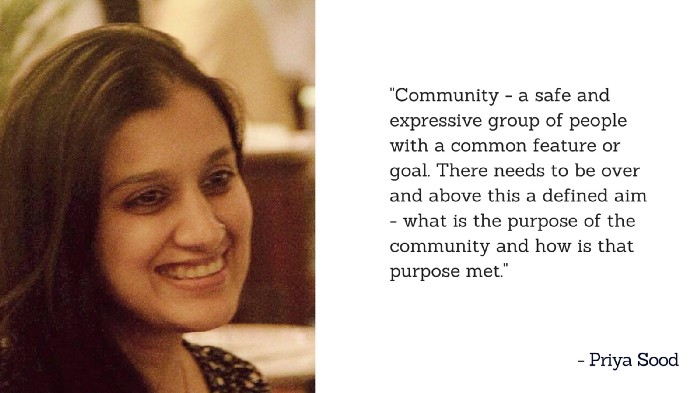 "Community - a safe and
expressive group of people
with a common feature or
goal. There needs to be over
and above this a defined aim
- what is the purpose of the
community and how is that
purpose met."
- Priya Sood